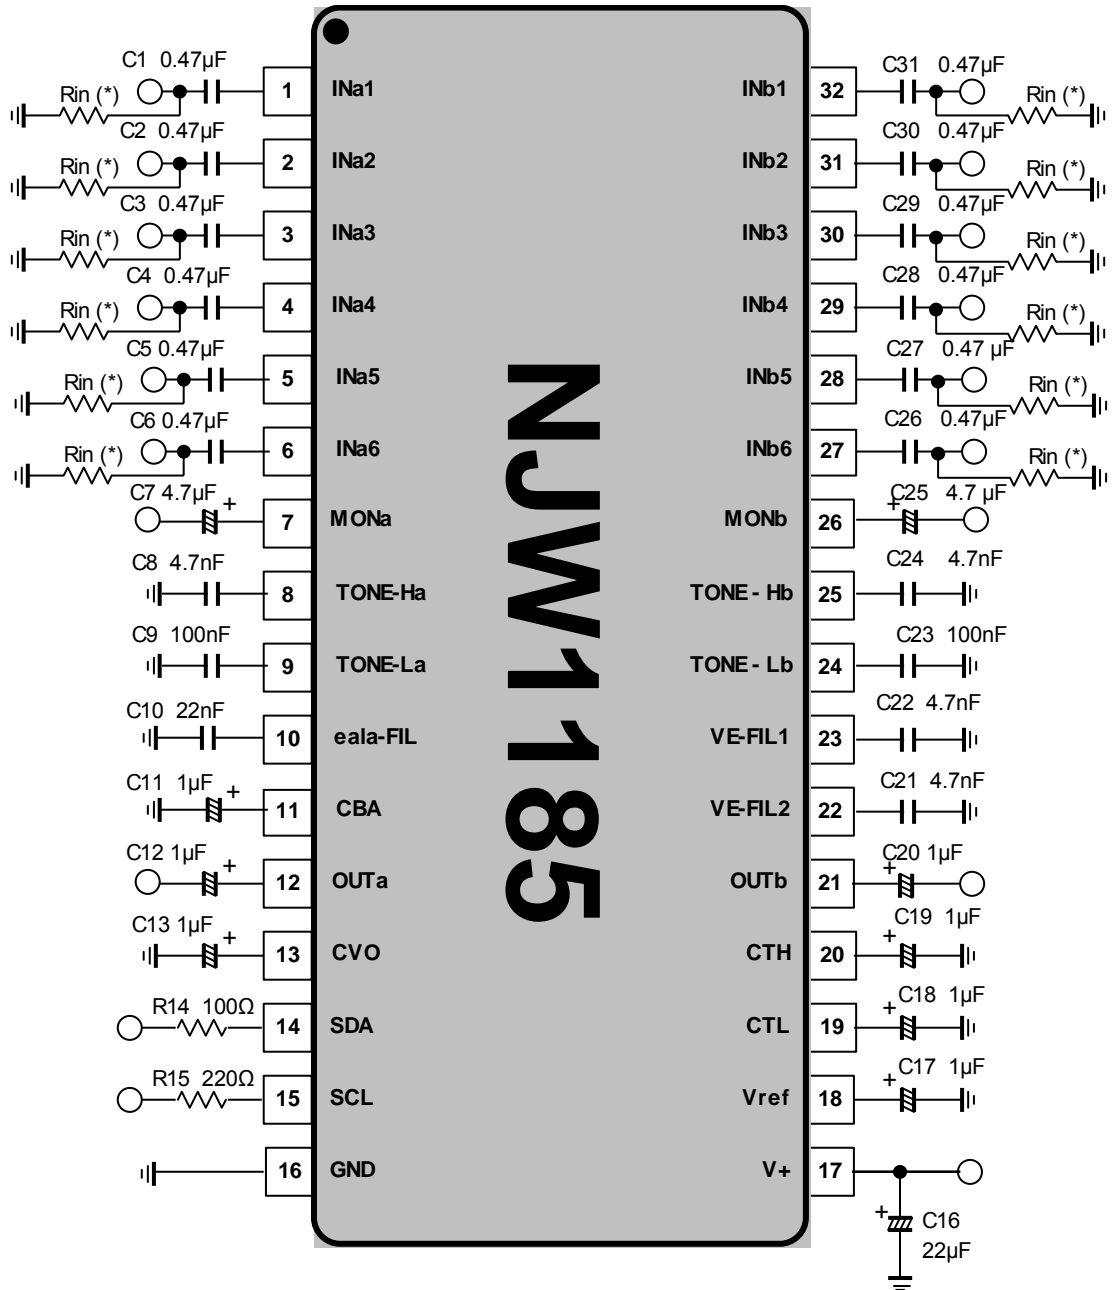 C1 0.47µF
Rin (*)
1 INa1
INb1 32
C31 0.47µF
Rin (*)
C2 0.47µF
Rin (*)
2 INa2
INb2 31
C30 0.47µF
Rin (*)
C3 0.47µF
Rin (*)
3 INa3
INb3 30
C29 0.47µF
Rin (*)
C4 0.47µF
Rin (*)
4 INa4
INb4 29
C28 0.47µF
Rin (*)
C5 0.47µF
Rin (*)
5 INa5
INb5 28
C27 0.47 µF
Rin (*)
C6 0.47µF
Rin (*)
6 INa6
INb6 27
C26 0.47µF
Rin (*)
C7 4.7µF
+
7 MONa
MONb 26
+
C25 4.7 µF
C8 4.7nF
8 TONE-Ha
TONE - Hb 25
C24 4.7nF
C9 100nF
9 TONE-La
TONE - Lb 24
C23 100nF
C10 22nF
10 eala-FIL
VE-FIL1 23
C22 4.7nF
C11 1µF
+
11 CBA
VE-FIL2 22
C21 4.7nF
C12 1µF
+
12 OUTa
OUTb 21
+
C20 1µF
C13 1µF
+
13 CVO
CTH 20
+
C19 1µF
R14 100Ω
14 SDA
CTL 19
+
C18 1µF
R15 220Ω
15 SCL
Vref 18
+
C17 1µF
16 GND
V+ 17
+
C16
22µF
NJW1185